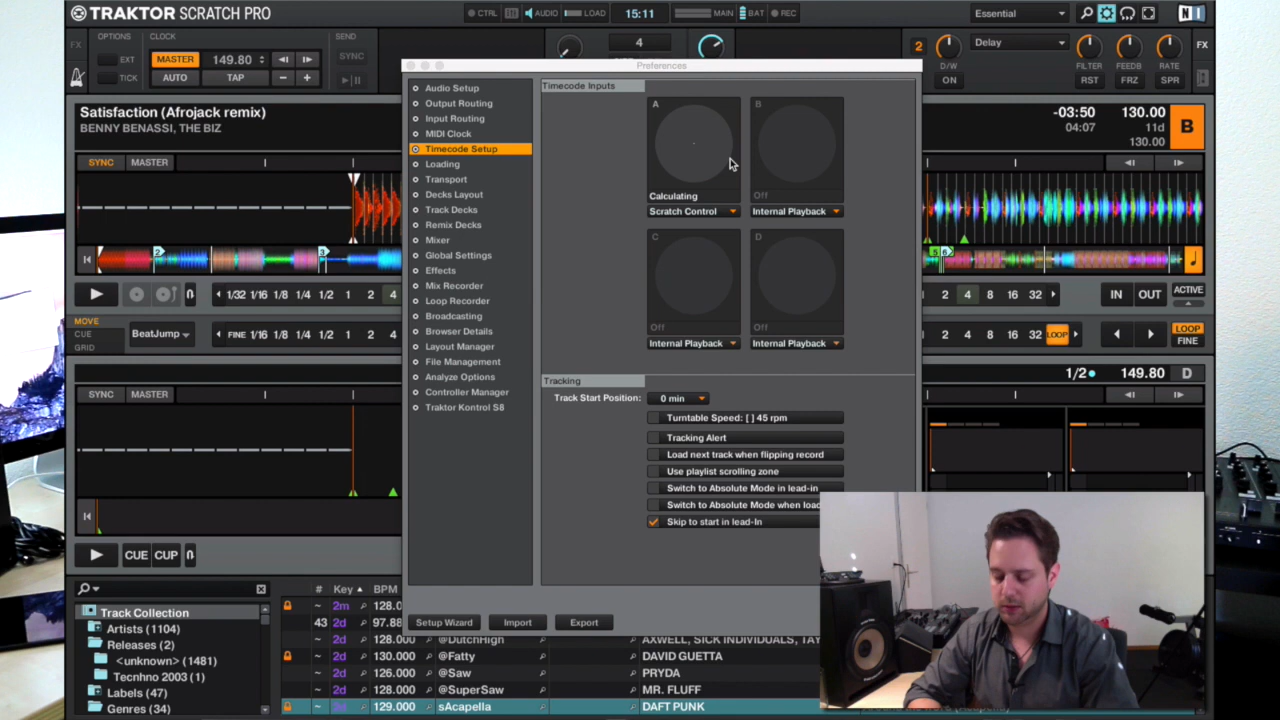 TRAKTOR SCRATCH PRO
CTRL
AUDIO
LOAD
15:11
MAIN
BAT
REC
Essential
FX
OPTIONS
EXT
TICK
CLOCK
MASTER
149.80
AUTO
TAP
SEND
SYNC
4
2
D/W
ON
Delay
FILTER
RST
FEEDB
FRZ
RATE
SPR
FX
Satisfaction (Afrojack remix)
BENNY BENASSI, THE BIZ
SYNC
MASTER
-03:50
04:07
130.00
11d
130.00
B
1/32 1/16 1/8 1/4 1/2 1 2 4
2 4 8 16 32
IN
OUT
ACTIVE
MOVE
CUE
GRID
BeatJump
FINE 1/16 1/8 1/4 1/2 1 2 4
8 16 32 LOOP
LOOP
FINE
SYNC
MASTER
1/2
149.80
D
CUE
CUP
Preferences
Audio Setup
Output Routing
Input Routing
MIDI Clock
Timecode Setup
Loading
Transport
Decks Layout
Track Decks
Remix Decks
Mixer
Global Settings
Effects
Mix Recorder
Loop Recorder
Broadcasting
Browser Details
Layout Manager
File Management
Analyze Options
Controller Manager
Traktor Kontrol S8
Setup Wizard
Import
Export
Timecode Inputs
A
Calculating
Scratch Control
B
Off
Internal Playback
C
Off
Internal Playback
D
Off
Internal Playback
Tracking
Track Start Position:
0 min
Turntable Speed: [ ] 45 rpm
Tracking Alert
Load next track when flipping record
Use playlist scrolling zone
Switch to Absolute Mode in lead-in
Switch to Absolute Mode when load
Skip to start in lead-In
Track Collection
Artists (1104)
Releases (2)
<unknown> (1481)
Tecnhno 2003 (1)
Labels (47)
Genres (34)
# Key BPM
~ 2m 128.0
43 2d 97.88
~ 2d 128.000 @DutchHigh AXWELL, SICK INDIVIDUALS, TAY
~ 2d 130.000 @Fatty DAVID GUETTA
~ 2d 126.000 @Saw PRYDA
~ 2d 128.000 @SuperSaw MR. FLUFF
~ 129.000 sAcapella DAFT PUNK